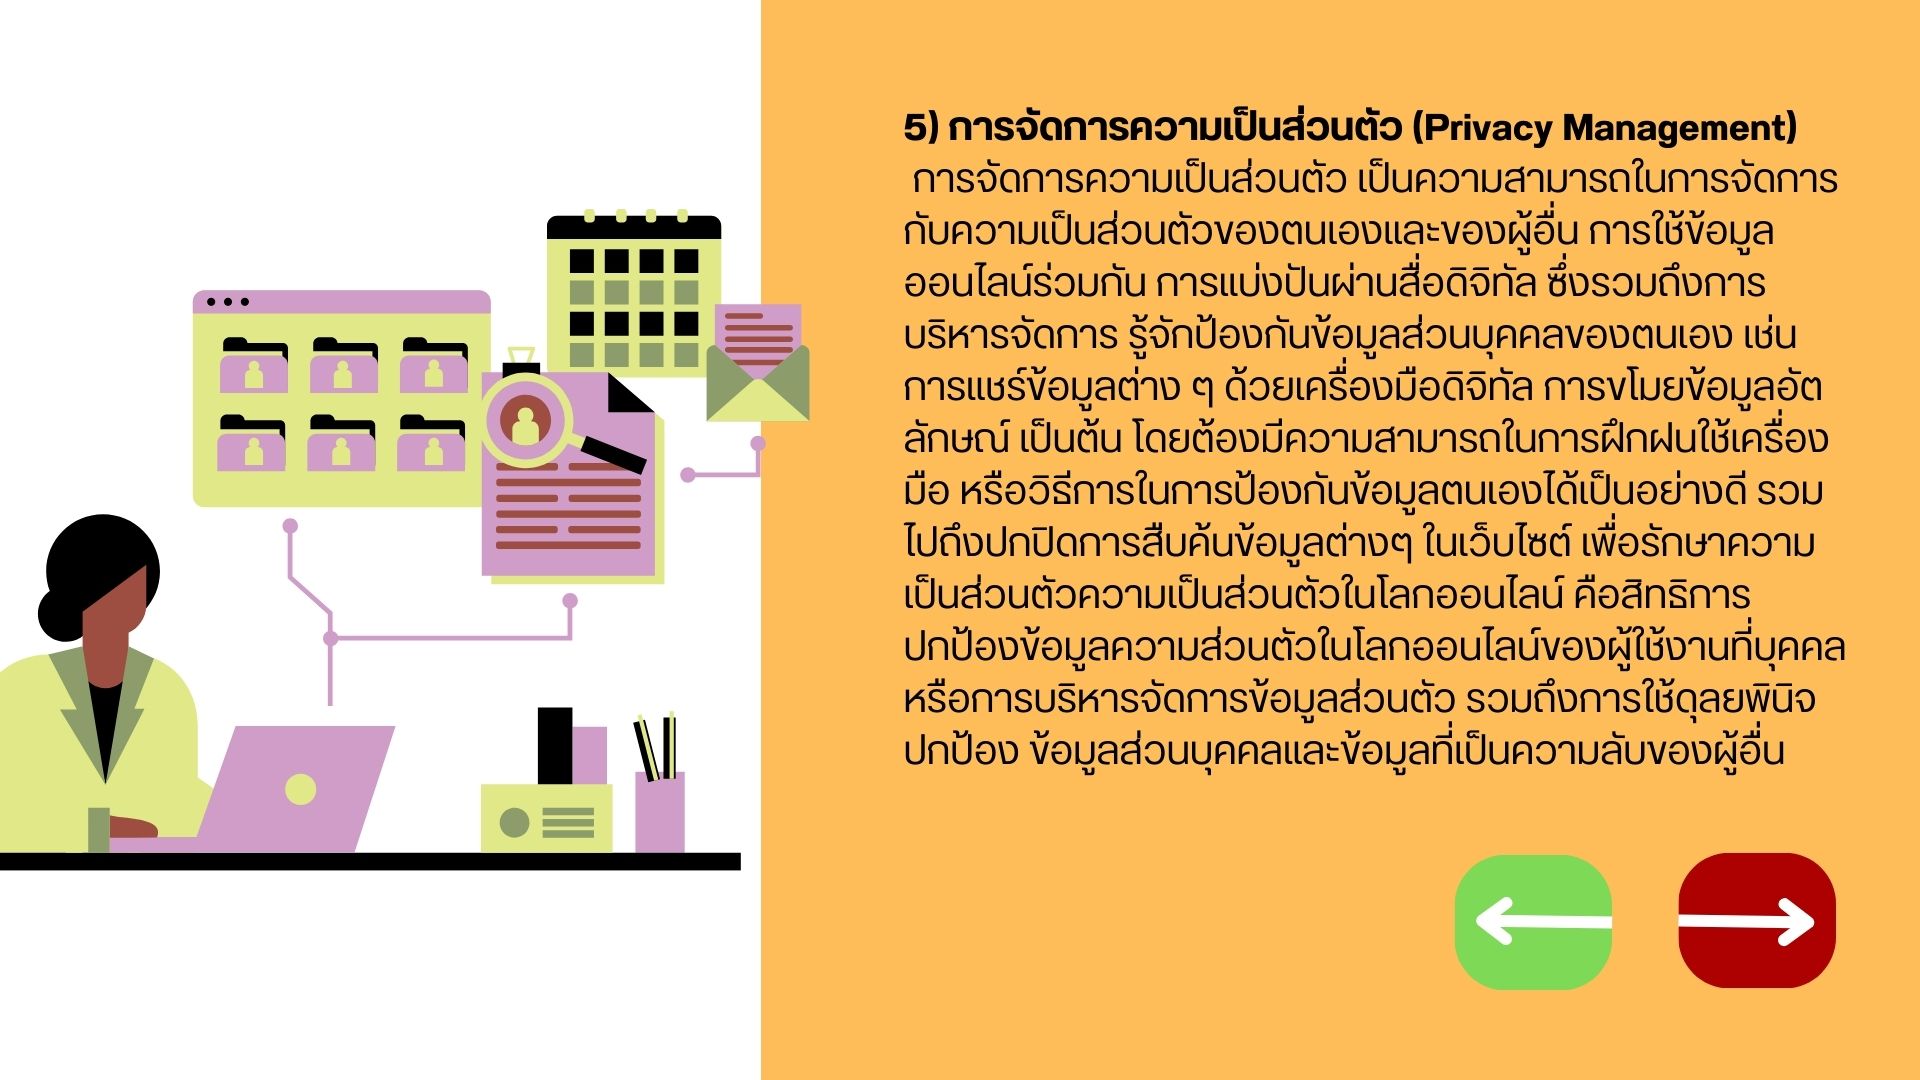 5) การจัดการความเป็นส่วนตัว (Privacy Management)
การจัดการความเป็นส่วนตัว เป็นความสามารถในการจัดการ
กับความเป็นส่วนตัวของตนเองและของผู้อื่น การใช้ข้อมูล
ออนไลน์ร่วมกัน การแบ่งปันผ่านสื่อดิจิทัล ซึ่งรวมถึงการ
บริหารจัดการ รู้จักป้องกันข้อมูลส่วนบุคคลของตนเอง เช่น
การแชร์ข้อมูลต่าง ๆ ด้วยเครื่องมือดิจิทัล การขโมยข้อมูลอัต
ลักษณ์ เป็นต้น โดยต้องมีความสามารถในการฝึกฝนใช้เครื่อง
มือ หรือวิธีการในการป้องกันข้อมูลตนเองได้เป็นอย่างดี รวม
ไปถึงปกปิดการสืบค้นข้อมูลต่างๆ ในเว็บไซต์ เพื่อรักษาความ
เป็นส่วนตัวความเป็นส่วนตัวในโลกออนไลน์ คือสิทธิการ
ปกป้องข้อมูลความส่วนตัวในโลกออนไลน์ของผู้ใช้งานที่บุคคล
หรือการบริหารจัดการข้อมูลส่วนตัว รวมถึงการใช้ดุลยพินิจ
ปกป้อง ข้อมูลส่วนบุคคลและข้อมูลที่เป็นความลับของผู้อื่น